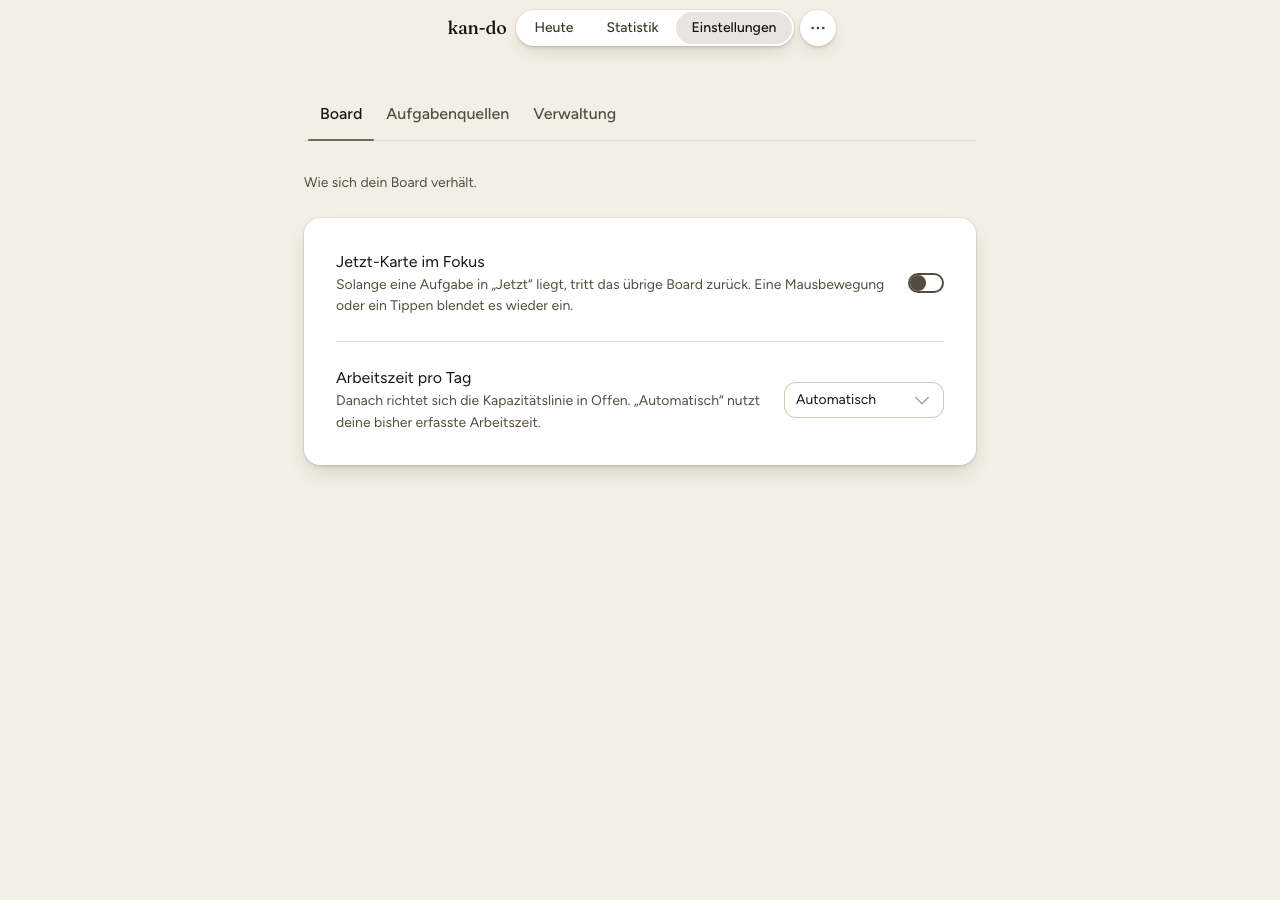 kan-do Heute Statistik Einstellungen ···
Board Aufgabenquellen Verwaltung
Wie sich dein Board verhält.
Jetzt-Karte im Fokus
Solange eine Aufgabe in „Jetzt“ liegt, tritt das übrige Board zurück. Eine Mausbewegung
oder ein Tippen blendet es wieder ein.
Arbeitszeit pro Tag
Danach richtet sich die Kapazitätslinie in Offen. „Automatisch“ nutzt
deine bisher erfasste Arbeitszeit.
Automatisch